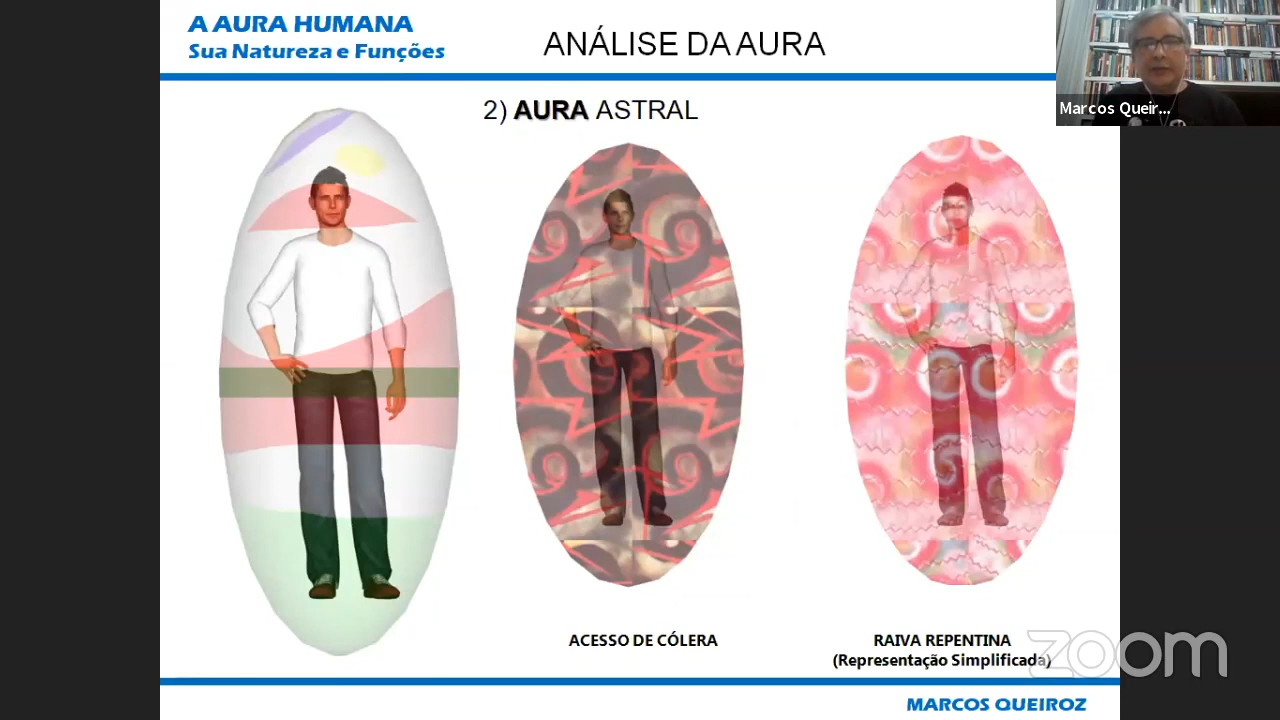 A AURA HUMANA
Sua Natureza e Funções
ANÁLISE DA AURA
Marcos Queir...
2) AURA ASTRAL
ACESSO DE CÓLERA
RAIVA REPENTINA
(Representação Simplificada)
zoom
MARCOS QUEIROZ